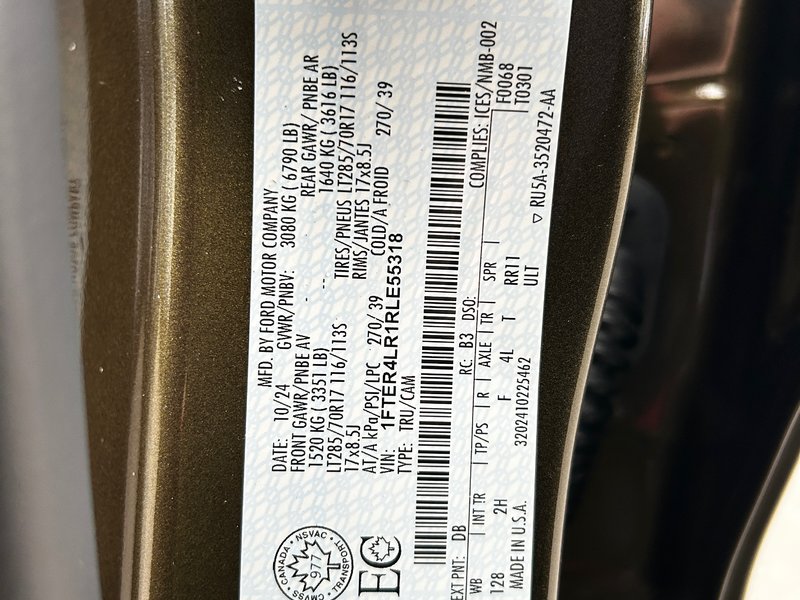 MFD. BY FORD MOTOR COMPANY
DATE: 10/24 GVWR/PNBV: 3080 KG ( 6790 LB)
FRONT GAWR/PNBE AV REAR GAWR/ PNBE AR
1520 KG ( 3351 LB) 1640 KG ( 3616 LB)
LT285/70R17 116/113S TIRES/PNEUS LT285/70R17 116/113S
17x8.5J RIMS/JANTES 17x8.5J
AT/A kPa/PSI/LPC 270/ 39 COLD/A FROID 270/ 39
VIN: 1FTER4LR1RLE55318
TYPE: TRU/CAM
CANADA NSVAC TRANSPORT CMVSS
977
EC
EXT PNT: DB RC: B3 DSO: COMPLIES: ICES/NMB-002
WB INT TR TP/PS R AXLE TR SPR F0068
128 2H F 4L T RR11 T0301
ULT
MADE IN U.S.A. 3202410225462 ▽ RU5A-3520472-AA